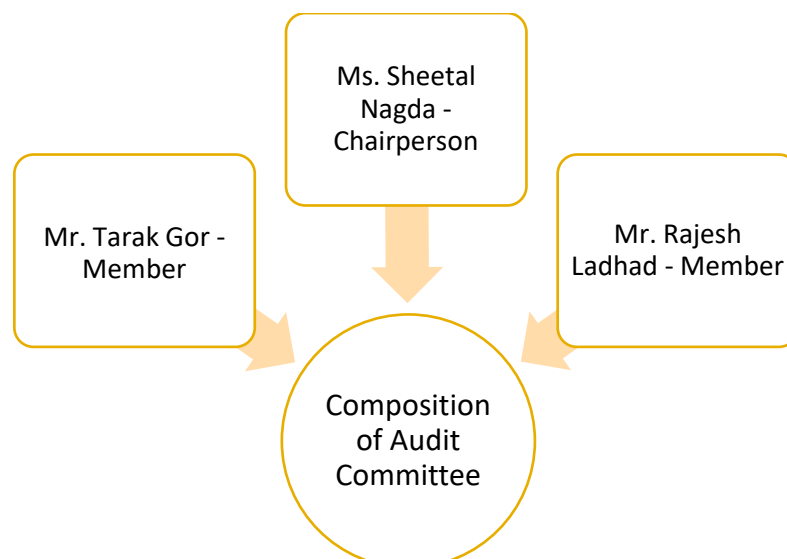 Ms. Sheetal
Nagda -
Chairperson
Mr. Tarak Gor -
Member
Mr. Rajesh
Ladhad - Member
Composition
of Audit
Committee